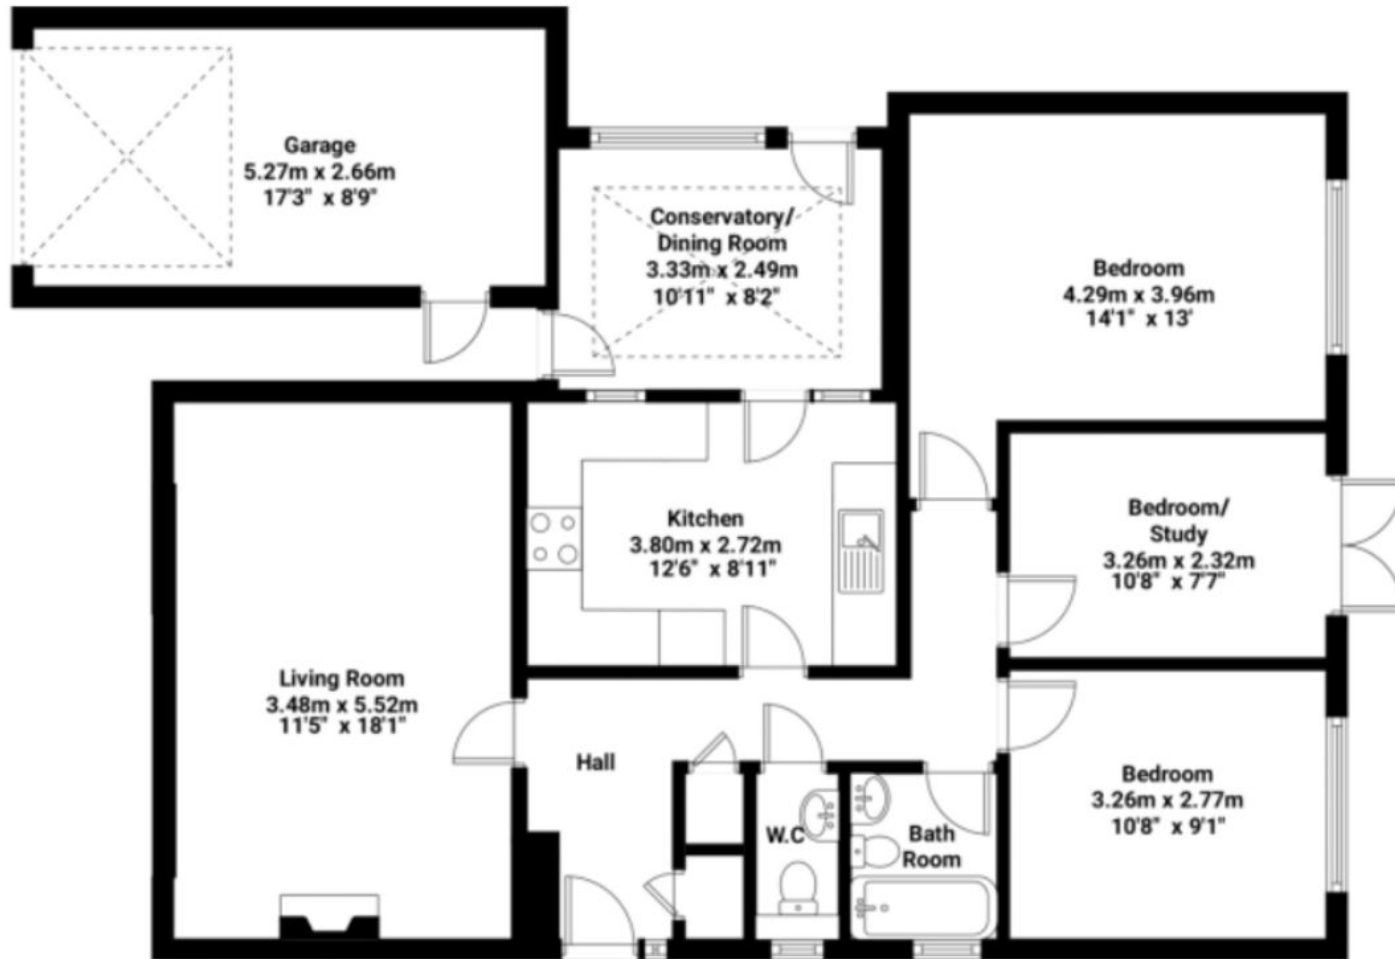 Garage
5.27m x 2.66m
17'3" x 8'9"
Conservatory/
Dining Room
3.33m x 2.49m
10'11" x 8'2"
Bedroom
4.29m x 3.96m
14'1" x 13'
Kitchen
3.80m x 2.72m
12'6" x 8'11"
Bedroom/
Study
3.26m x 2.32m
10'8" x 7'7"
Living Room
3.48m x 5.52m
11'5" x 18'1"
Hall
W.C
Bath
Room
Bedroom
3.26m x 2.77m
10'8" x 9'1"